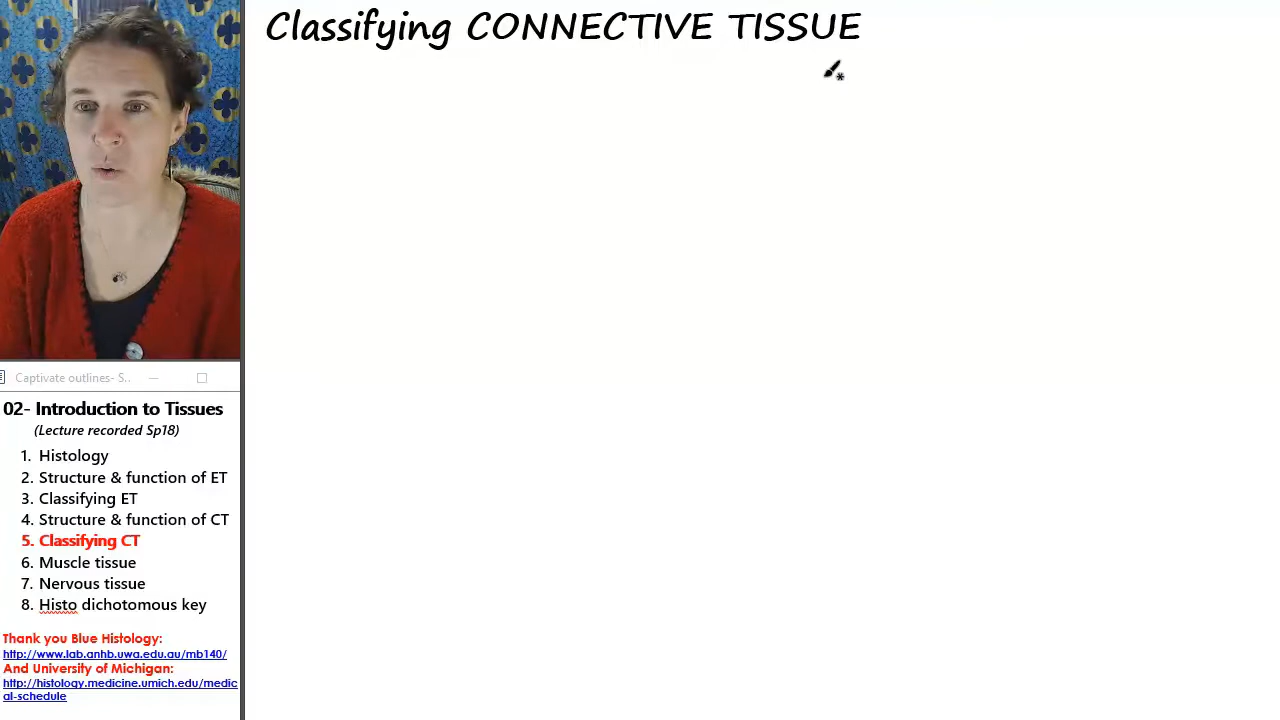 Classifying CONNECTIVE TISSUE
Captivate outlines- S..
02- Introduction to Tissues
(Lecture recorded Sp18)
1. Histology
2. Structure & function of ET
3. Classifying ET
4. Structure & function of CT
5. Classifying CT
6. Muscle tissue
7. Nervous tissue
8. Histo dichotomous key
Thank you Blue Histology:
http://www.lab.anhb.uwa.edu.au/mb140/
And University of Michigan:
http://histology.medicine.umich.edu/medic
al-schedule